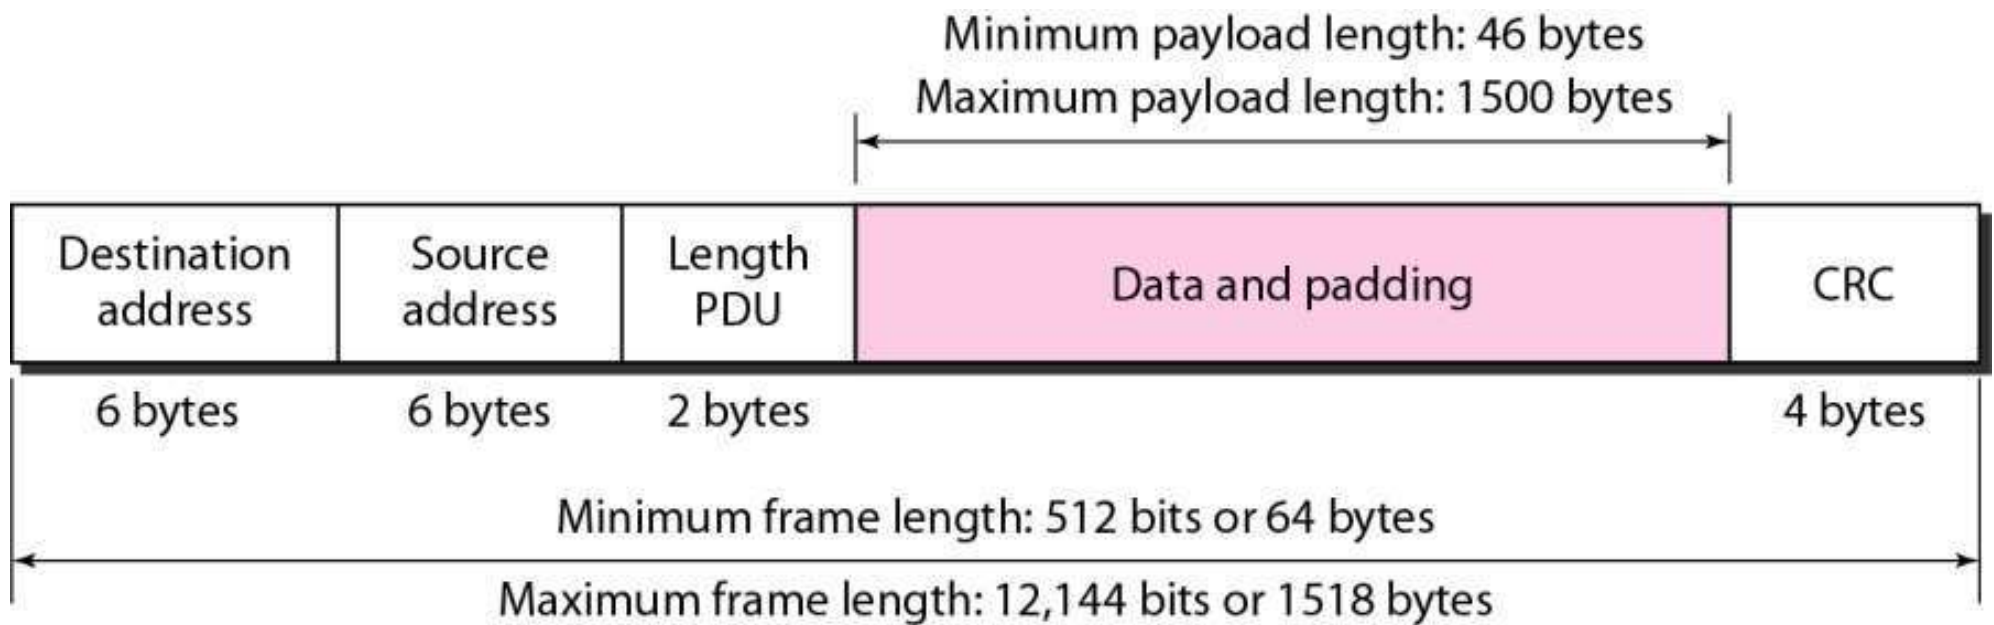 Minimum payload length: 46 bytes
Maximum payload length: 1500 bytes
Destination
address
Source
address
Length
PDU
Data and padding
CRC
6 bytes
6 bytes
2 bytes
4 bytes
Minimum frame length: 512 bits or 64 bytes
Maximum frame length: 12,144 bits or 1518 bytes